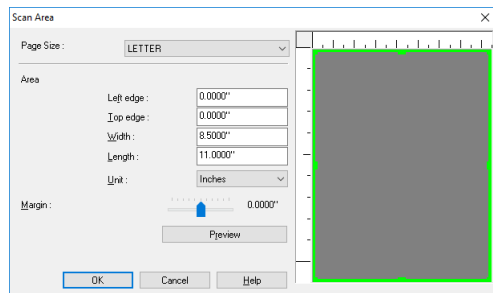 Scan Area
Page Size : LETTER
Area
Left edge : 0.0000"
Top edge : 0.0000"
Width : 8.5000"
Length : 11.0000"
Unit : Inches
Margin : 0.0000"
Preview
OK Cancel Help